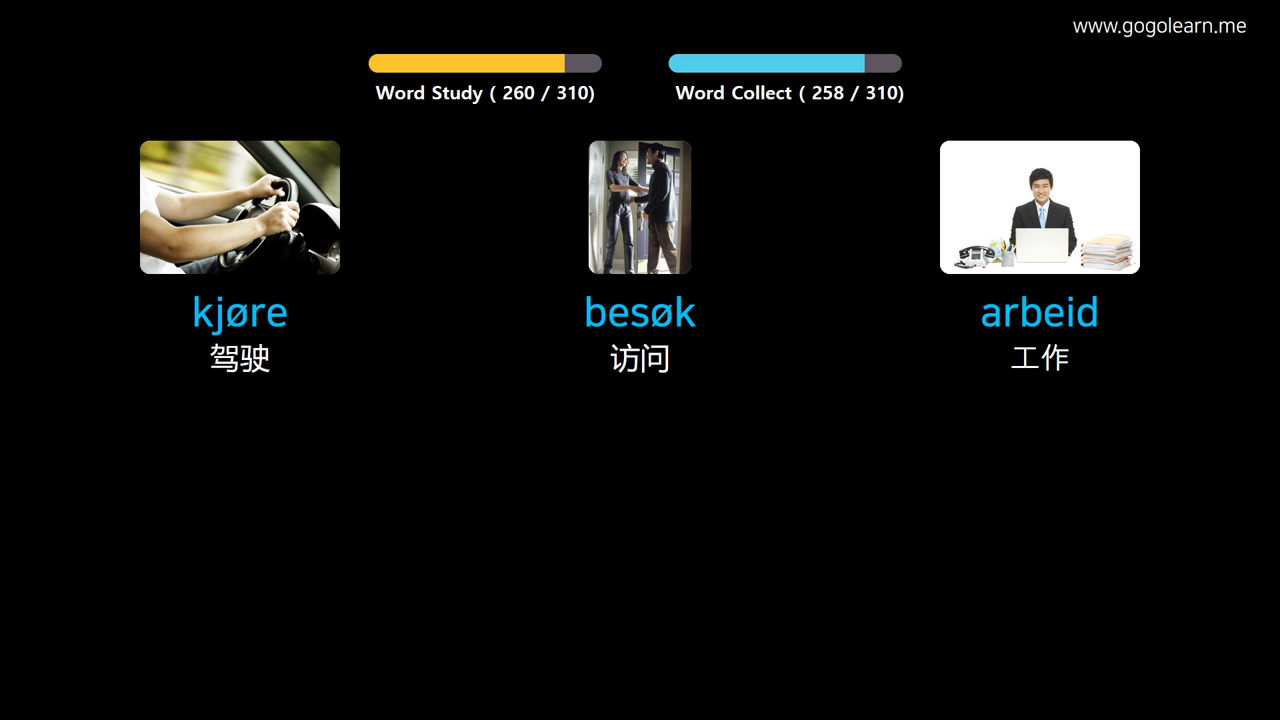 www.gogolearn.me
Word Study ( 260 / 310)
Word Collect ( 258 / 310)
kjøre
驾驶
besøk
访问
arbeid
工作